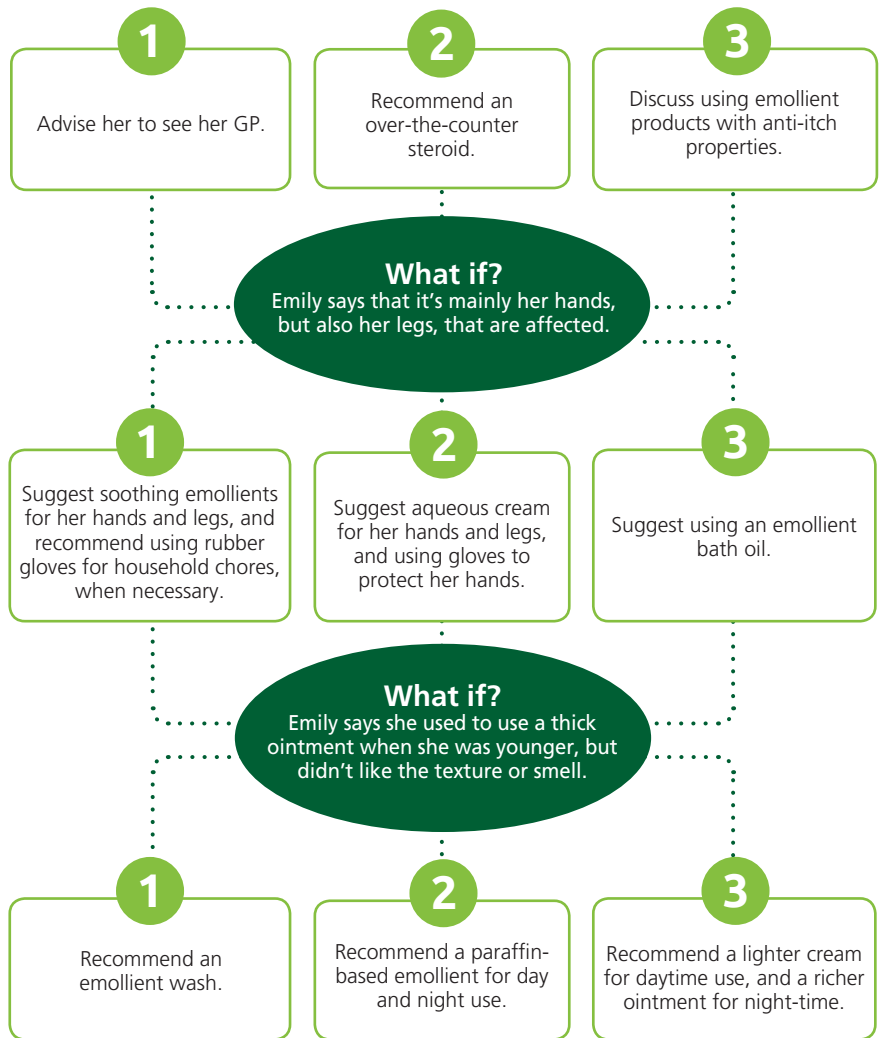 1
Advise her to see her GP.
2
Recommend an
over-the-counter
steroid.
3
Discuss using emollient
products with anti-itch
properties.
What if?
Emily says that it's mainly her hands,
but also her legs, that are affected.
1
Suggest soothing emollients
for her hands and legs, and
recommend using rubber
gloves for household chores,
when necessary.
2
Suggest aqueous cream
for her hands and legs,
and using gloves to
protect her hands.
3
Suggest using an emollient
bath oil.
What if?
Emily says she used to use a thick
ointment when she was younger, but
didn't like the texture or smell.
1
Recommend an
emollient wash.
2
Recommend a paraffin-
based emollient for day
and night use.
3
Recommend a lighter cream
for daytime use, and a richer
ointment for night-time.